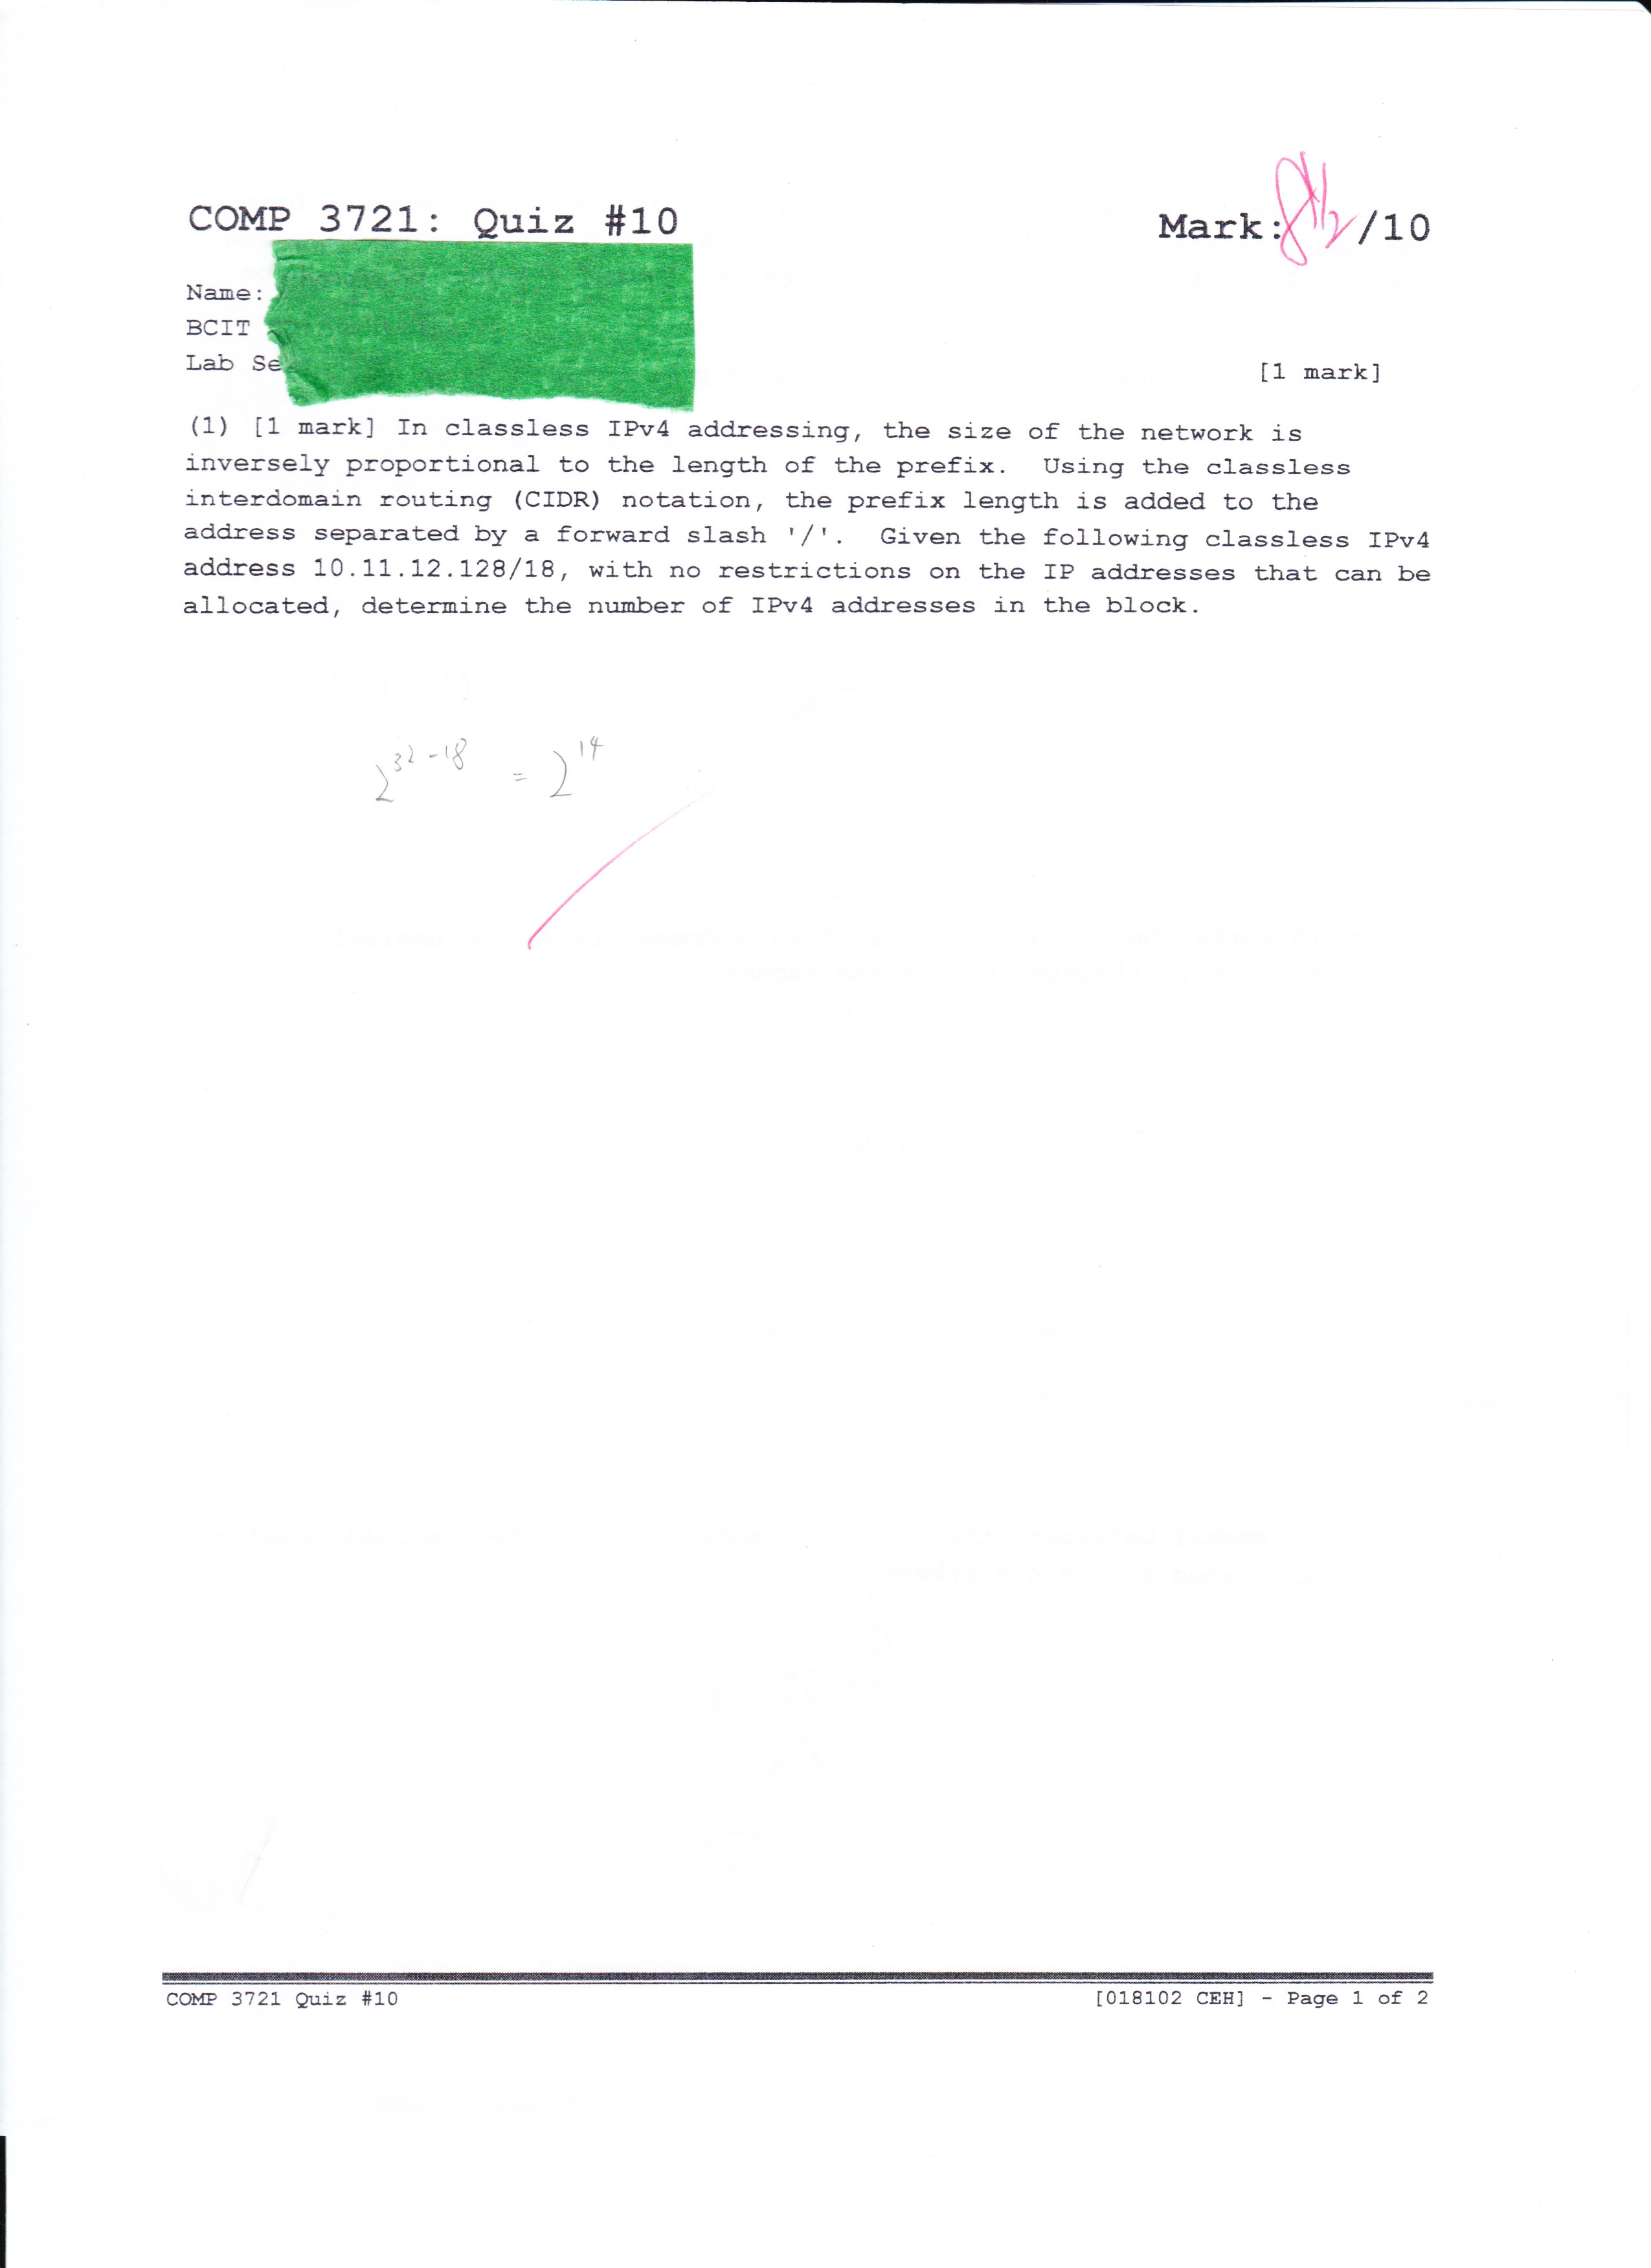 COMP 3721: Quiz #10
Mark: 8 1/2 /10
Name:
BCIT
Lab Se
[1 mark]
(1) [1 mark] In classless IPv4 addressing, the size of the network is
inversely proportional to the length of the prefix. Using the classless
interdomain routing (CIDR) notation, the prefix length is added to the
address separated by a forward slash '/'. Given the following classless IPv4
address 10.11.12.128/18, with no restrictions on the IP addresses that can be
allocated, determine the number of IPv4 addresses in the block.
2^32-18 = 2^14
COMP 3721 Quiz #10
[018102 CEH] - Page 1 of 2